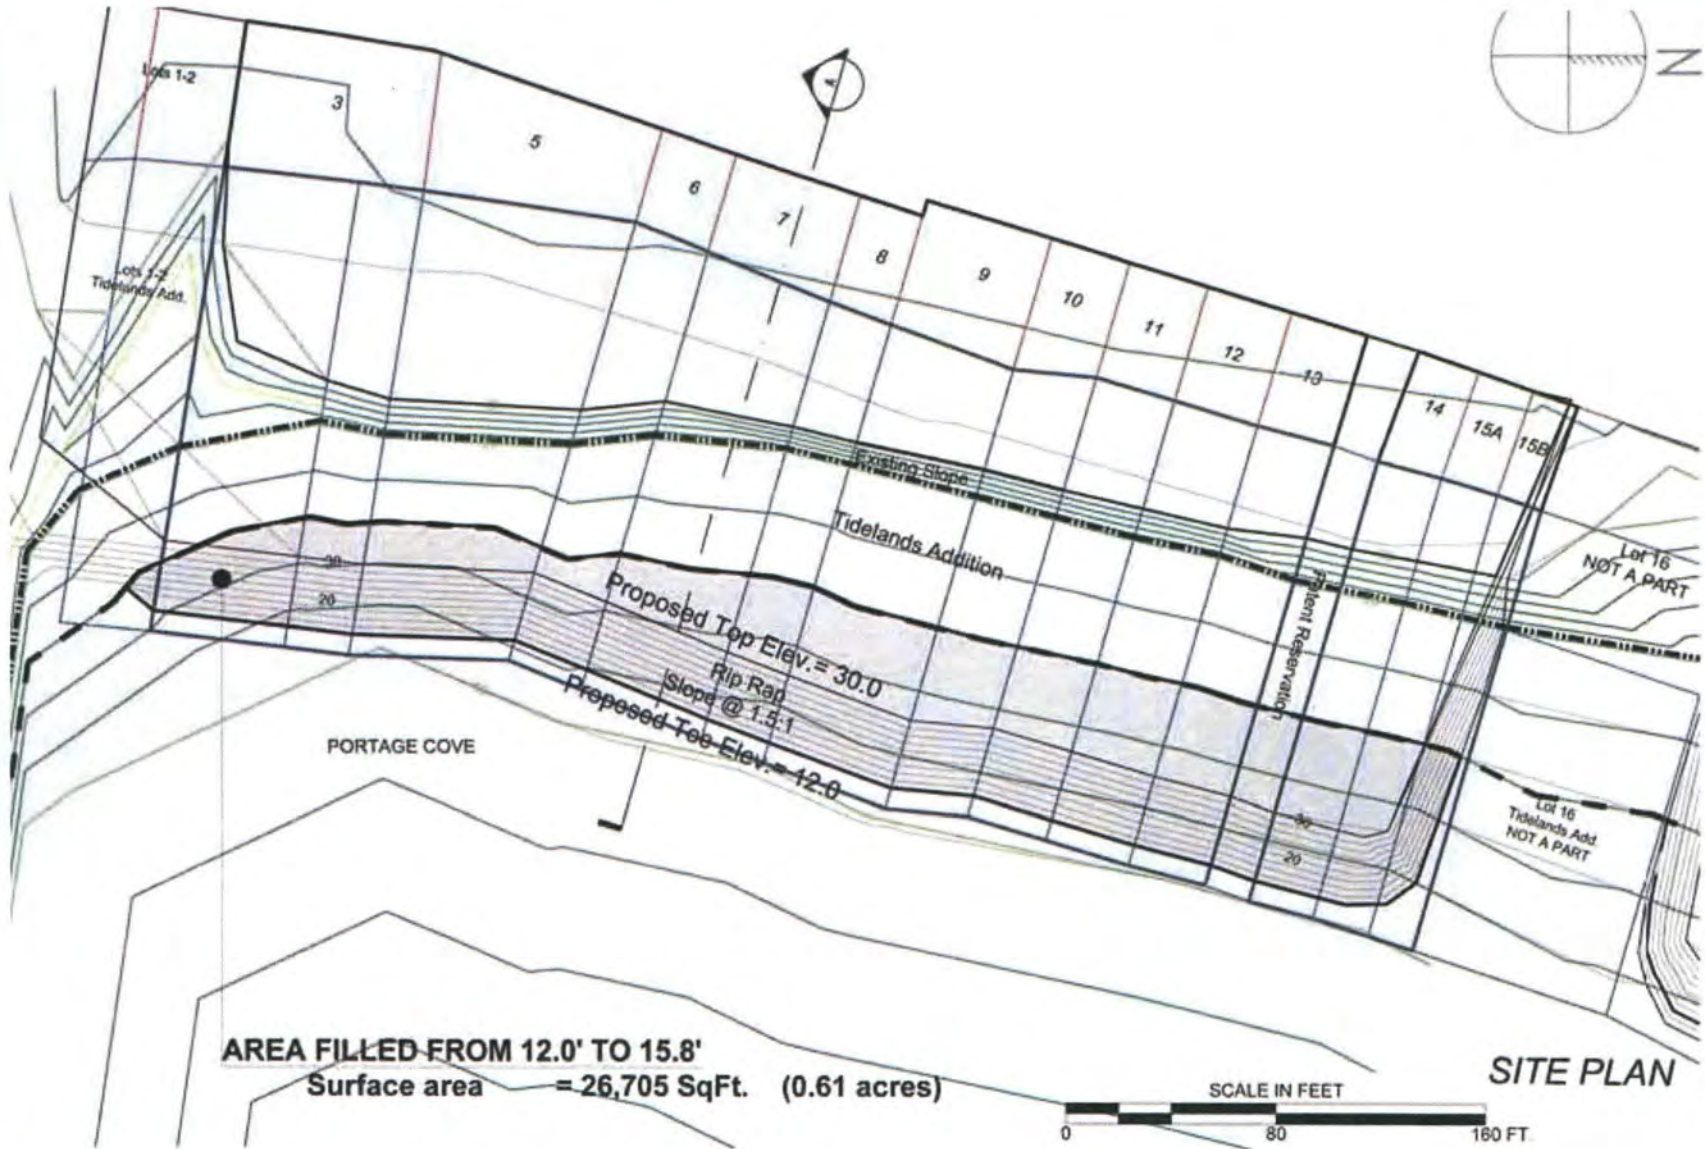 N
A
Lots 1-2
3
5
6
7
8
9
10
11
12
13
14
15A
15B
Lots 1-2
Tidelands Add.
Existing Slope
Tidelands Addition
Lot 16
NOT A PART
Patent Reservation
30
20
Proposed Top Elev.= 30.0
Rip Rap
Slope @ 1.5:1
Proposed Toe Elev.= 12.0
PORTAGE COVE
30
20
Lot 16
Tidelands Add.
NOT A PART
AREA FILLED FROM 12.0' TO 15.8'
Surface area = 26,705 SqFt. (0.61 acres)
SITE PLAN
SCALE IN FEET
0 80 160 FT.